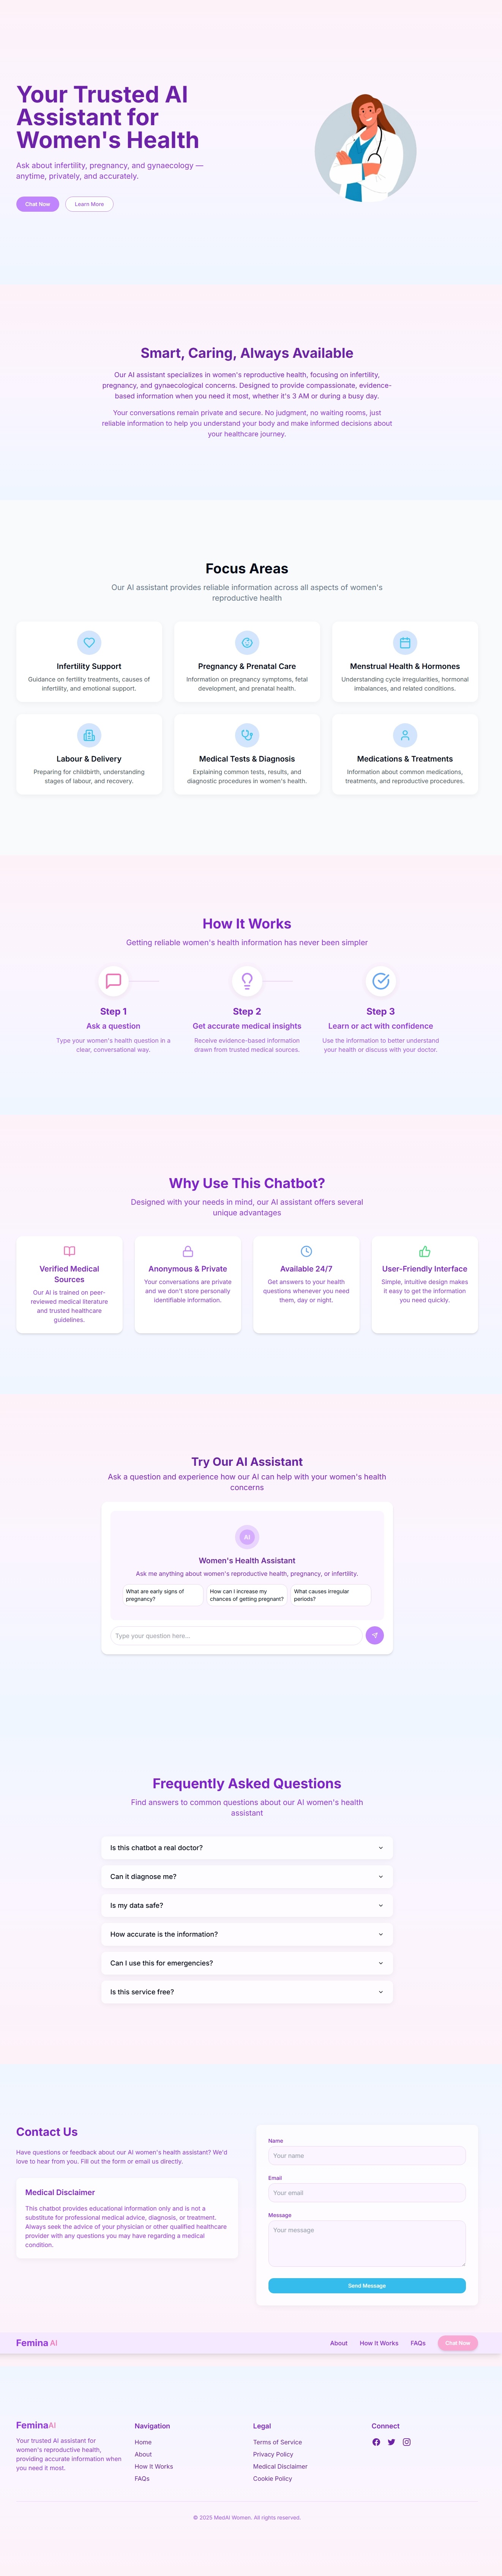 Your Trusted AI
Assistant for
Women's Health
Ask about infertility, pregnancy, and gynaecology —
anytime, privately, and accurately.
Chat Now
Learn More
Smart, Caring, Always Available
Our AI assistant specializes in women's reproductive health, focusing on infertility,
pregnancy, and gynaecological concerns. Designed to provide compassionate, evidence-
based information when you need it most, whether it's 3 AM or during a busy day.
Your conversations remain private and secure. No judgment, no waiting rooms, just
reliable information to help you understand your body and make informed decisions about
your healthcare journey.
Focus Areas
Our AI assistant provides reliable information across all aspects of women's
reproductive health
Infertility Support
Guidance on fertility treatments, causes of
infertility, and emotional support.
Pregnancy & Prenatal Care
Information on pregnancy symptoms, fetal
development, and prenatal health.
Menstrual Health & Hormones
Understanding cycle irregularities, hormonal
imbalances, and related conditions.
Labour & Delivery
Preparing for childbirth, understanding
stages of labour, and recovery.
Medical Tests & Diagnosis
Explaining common tests, results, and
diagnostic procedures in women's health.
Medications & Treatments
Information about common medications,
treatments, and reproductive procedures.
How It Works
Getting reliable women's health information has never been simpler
Step 1
Ask a question
Type your women's health question in a
clear, conversational way.
Step 2
Get accurate medical insights
Receive evidence-based information
drawn from trusted medical sources.
Step 3
Learn or act with confidence
Use the information to better understand
your health or discuss with your doctor.
Why Use This Chatbot?
Designed with your needs in mind, our AI assistant offers several
unique advantages
Verified Medical
Sources
Our AI is trained on peer-
reviewed medical literature
and trusted healthcare
guidelines.
Anonymous & Private
Your conversations are private
and we don't store personally
identifiable information.
Available 24/7
Get answers to your health
questions whenever you need
them, day or night.
User-Friendly Interface
Simple, intuitive design makes
it easy to get the information
you need quickly.
Try Our AI Assistant
Ask a question and experience how our AI can help with your women's health
concerns
AI
Women's Health Assistant
Ask me anything about women's reproductive health, pregnancy, or infertility.
What are early signs of
pregnancy?
How can I increase my
chances of getting pregnant?
What causes irregular
periods?
Type your question here...
Frequently Asked Questions
Find answers to common questions about our AI women's health
assistant
Is this chatbot a real doctor?
Can it diagnose me?
Is my data safe?
How accurate is the information?
Can I use this for emergencies?
Is this service free?
Contact Us
Have questions or feedback about our AI women's health assistant? We'd
love to hear from you. Fill out the form or email us directly.
Medical Disclaimer
This chatbot provides educational information only and is not a
substitute for professional medical advice, diagnosis, or treatment.
Always seek the advice of your physician or other qualified healthcare
provider with any questions you may have regarding a medical
condition.
Name
Your name
Email
Your email
Message
Your message
Send Message
Femina AI
About
How It Works
FAQs
Chat Now
FeminaAI
Your trusted AI assistant for
women's reproductive health,
providing accurate information when
you need it most.
Navigation
Home
About
How It Works
FAQs
Legal
Terms of Service
Privacy Policy
Medical Disclaimer
Cookie Policy
Connect
© 2025 MedAI Women. All rights reserved.